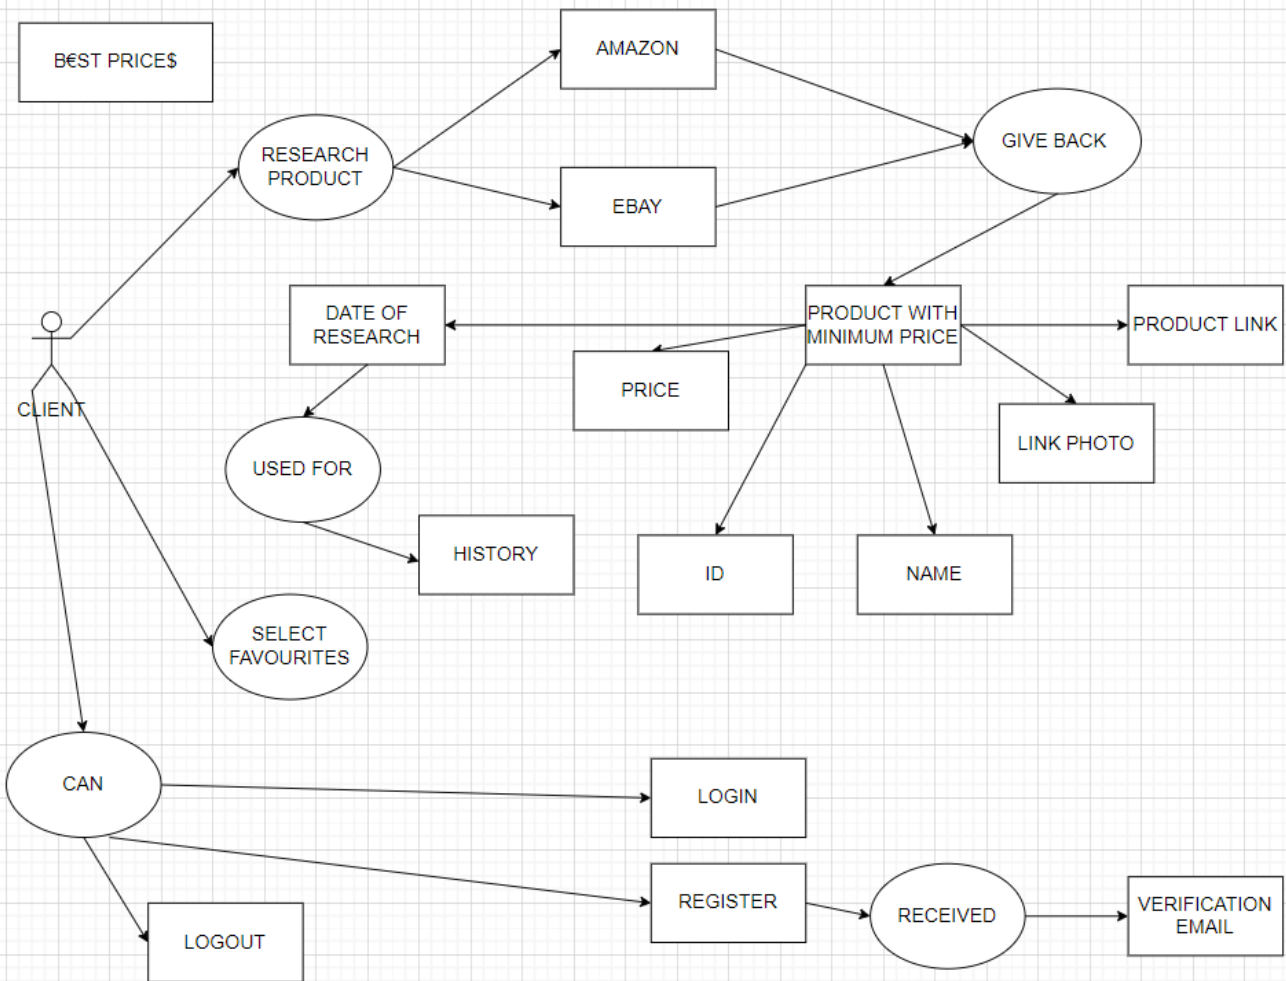 B€ST PRICE$
AMAZON
RESEARCH
PRODUCT
GIVE BACK
EBAY
DATE OF
RESEARCH
PRODUCT WITH
MINIMUM PRICE
PRODUCT LINK
PRICE
CLIENT
LINK PHOTO
USED FOR
HISTORY
ID
NAME
SELECT
FAVOURITES
CAN
LOGIN
REGISTER
RECEIVED
VERIFICATION
EMAIL
LOGOUT